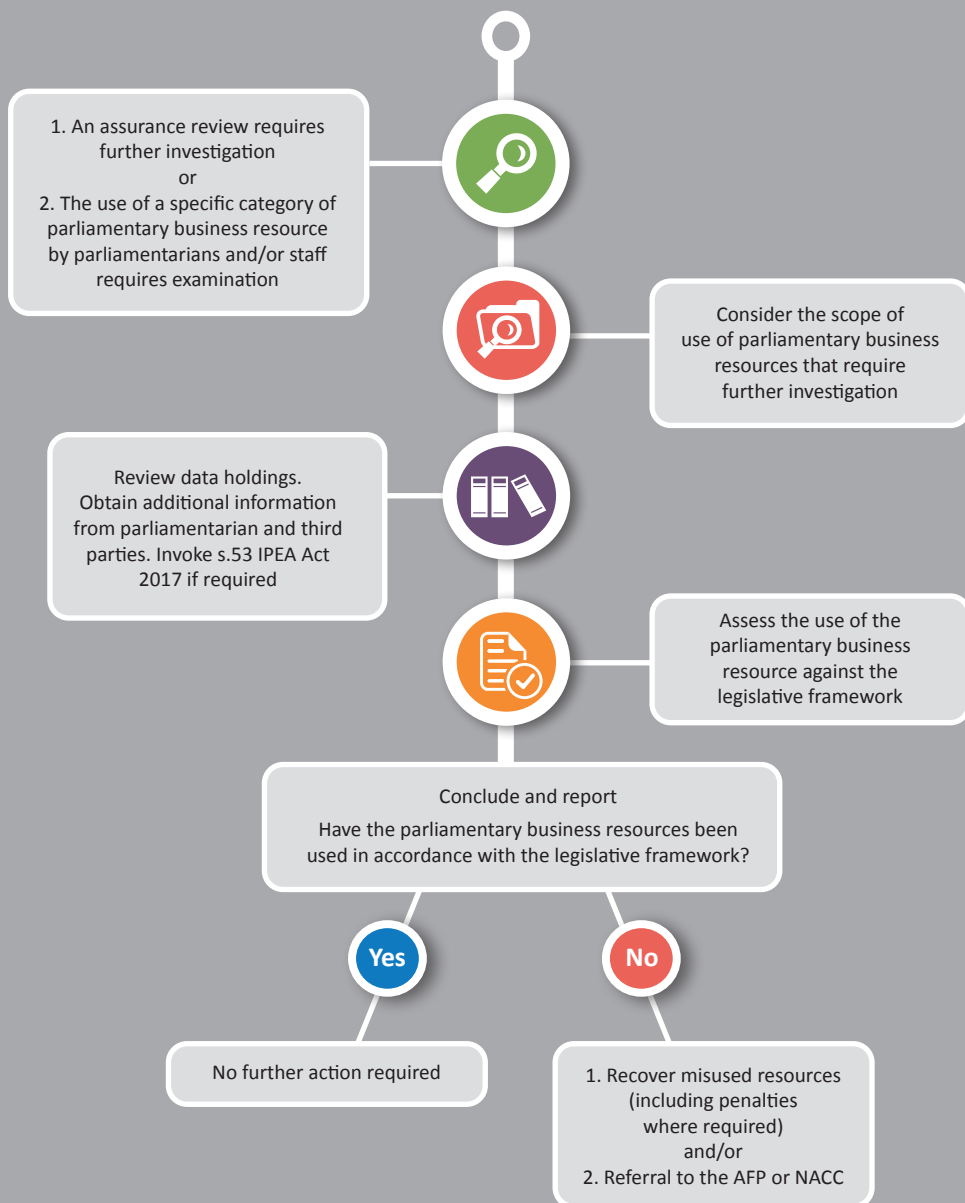 1. An assurance review requires
further investigation
or
2. The use of a specific category of
parliamentary business resource
by parliamentarians and/or staff
requires examination
Consider the scope of
use of parliamentary business
resources that require
further investigation
Review data holdings.
Obtain additional information
from parliamentarian and third
parties. Invoke s.53 IPEA Act
2017 if required
Assess the use of the
parliamentary business
resource against the
legislative framework
Conclude and report
Have the parliamentary business resources been
used in accordance with the legislative framework?
Yes
No
No further action required
1. Recover misused resources
(including penalties
where required)
and/or
2. Referral to the AFP or NACC